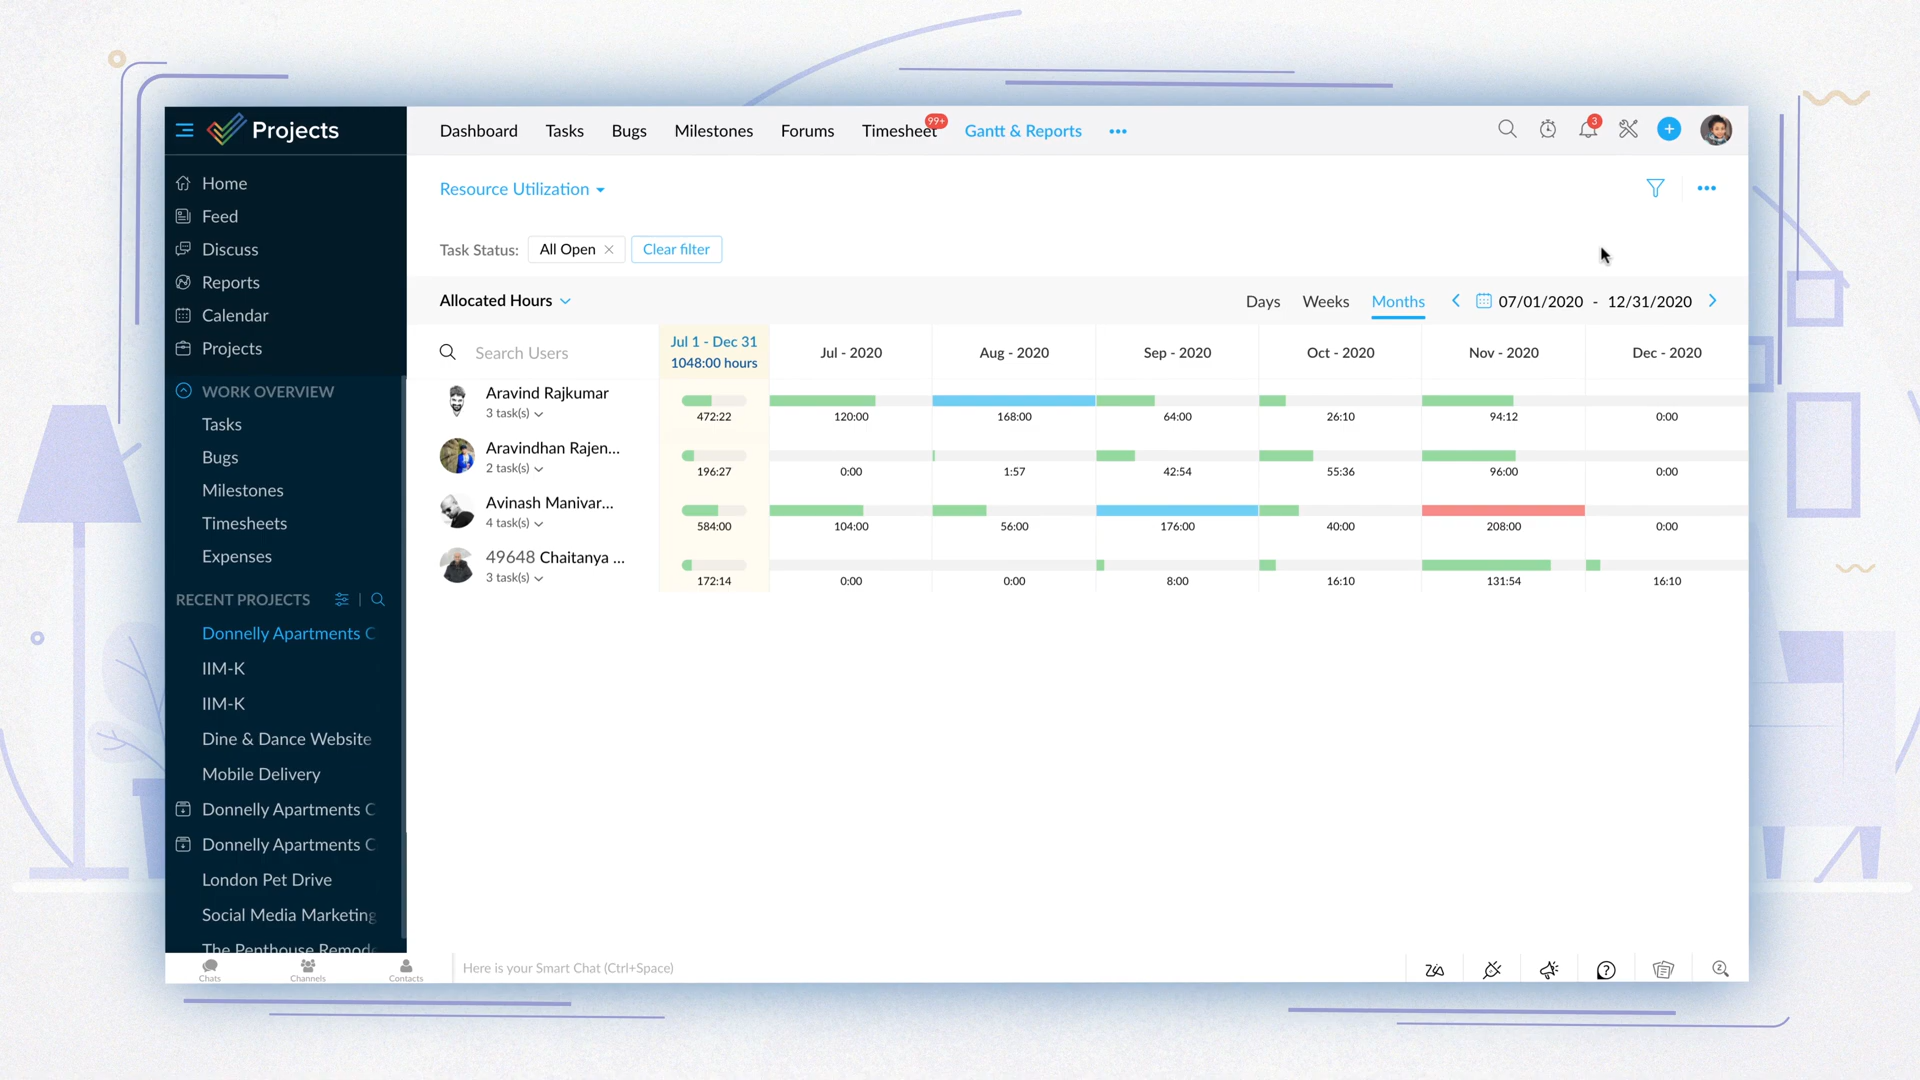 Projects
Dashboard Tasks Bugs Milestones Forums Timesheet 99+ Gantt & Reports
3
Home
Feed
Discuss
Reports
Calendar
Projects
WORK OVERVIEW
Tasks
Bugs
Milestones
Timesheets
Expenses
RECENT PROJECTS
Donnelly Apartments C
IIM-K
IIM-K
Dine & Dance Website
Mobile Delivery
Donnelly Apartments C
Donnelly Apartments C
London Pet Drive
Social Media Marketing
The Penthouse Remode
Resource Utilization
Task Status: All Open Clear filter
Allocated Hours Days Weeks Months 07/01/2020 - 12/31/2020
Search Users
Jul 1 - Dec 31
1048:00 hours
Jul - 2020 Aug - 2020 Sep - 2020 Oct - 2020 Nov - 2020 Dec - 2020
Aravind Rajkumar
3 task(s)
472:22 120:00 168:00 64:00 26:10 94:12 0:00
Aravindhan Rajen...
2 task(s)
196:27 0:00 1:57 42:54 55:36 96:00 0:00
Avinash Manivar...
4 task(s)
584:00 104:00 56:00 176:00 40:00 208:00 0:00
49648 Chaitanya ...
3 task(s)
172:14 0:00 0:00 8:00 16:10 131:54 16:10
Chats Channels Contacts
Here is your Smart Chat (Ctrl+Space)